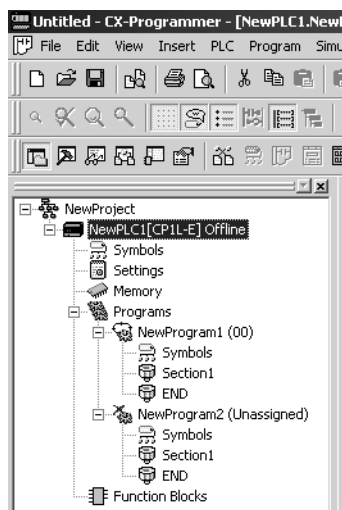 Untitled - CX-Programmer - [NewPLC1.New
File Edit View Insert PLC Program Simu
NewProject
NewPLC1[CP1L-E] Offline
Symbols
Settings
Memory
Programs
NewProgram1 (00)
Symbols
Section1
END
NewProgram2 (Unassigned)
Symbols
Section1
END
Function Blocks